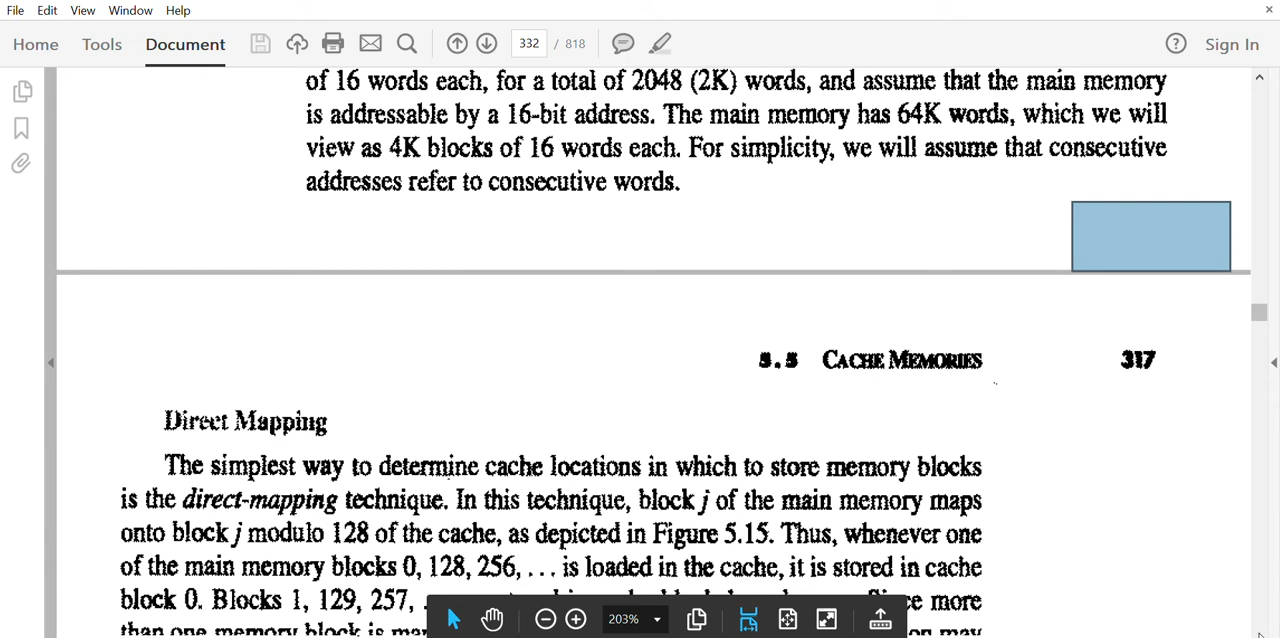 File Edit View Window Help
Home Tools Document 332 / 818 Sign In
of 16 words each, for a total of 2048 (2K) words, and assume that the main memory
is addressable by a 16-bit address. The main memory has 64K words, which we will
view as 4K blocks of 16 words each. For simplicity, we will assume that consecutive
addresses refer to consecutive words.
5.5 CACHE MEMORIES 317
Direct Mapping
The simplest way to determine cache locations in which to store memory blocks
is the direct-mapping technique. In this technique, block j of the main memory maps
onto block j modulo 128 of the cache, as depicted in Figure 5.15. Thus, whenever one
of the main memory blocks 0, 128, 256, ... is loaded in the cache, it is stored in cache
block 0. Blocks 1, 129, 257, more
than one memory block is may
203%